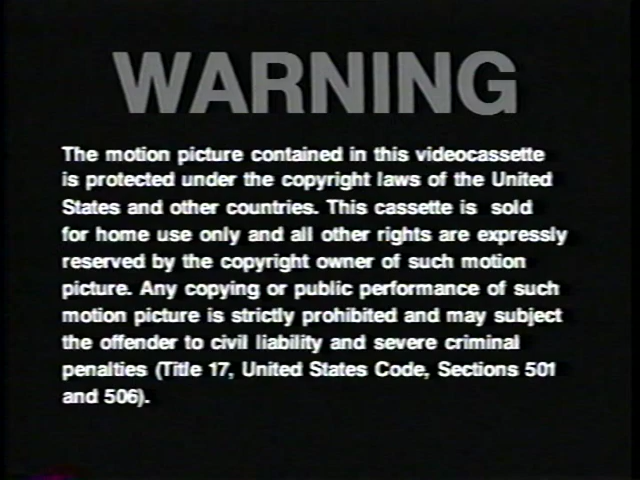 WARNING
The motion picture contained in this videocassette
is protected under the copyright laws of the United
States and other countries. This cassette is sold
for home use only and all other rights are expressly
reserved by the copyright owner of such motion
picture. Any copying or public performance of such
motion picture is strictly prohibited and may subject
the offender to civil liability and severe criminal
penalties (Title 17, United States Code, Sections 501
and 506).